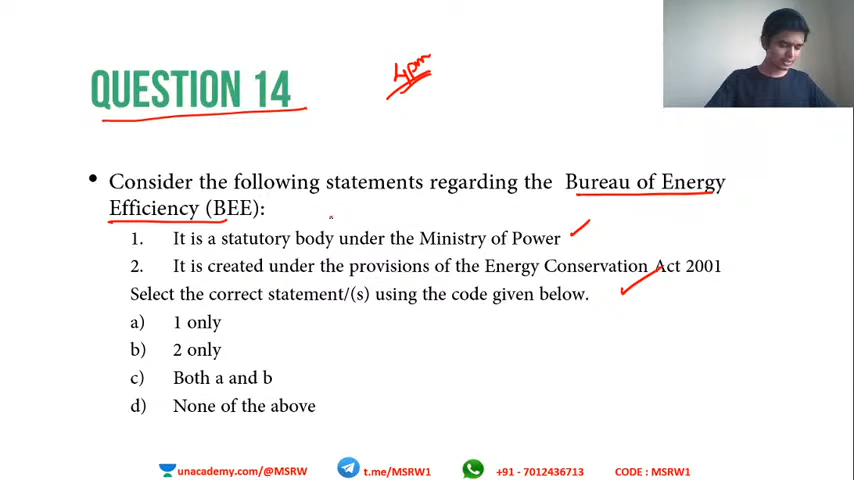 QUESTION 14
4pm
• Consider the following statements regarding the Bureau of Energy
Efficiency (BEE):
1. It is a statutory body under the Ministry of Power
2. It is created under the provisions of the Energy Conservation Act 2001
Select the correct statement/(s) using the code given below.
a) 1 only
b) 2 only
c) Both a and b
d) None of the above
unacademy.com/@MSRW t.me/MSRW1 +91 - 7012436713 CODE : MSRW1